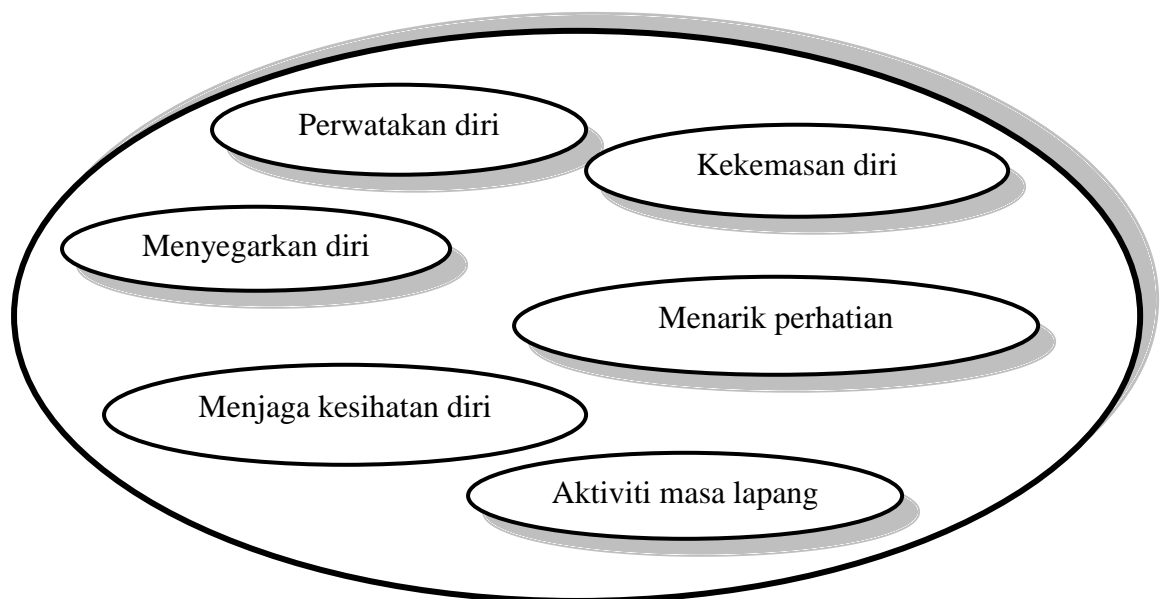 Perwatakan diri
Kekemasan diri
Menyegarkan diri
Menarik perhatian
Menjaga kesihatan diri
Aktiviti masa lapang